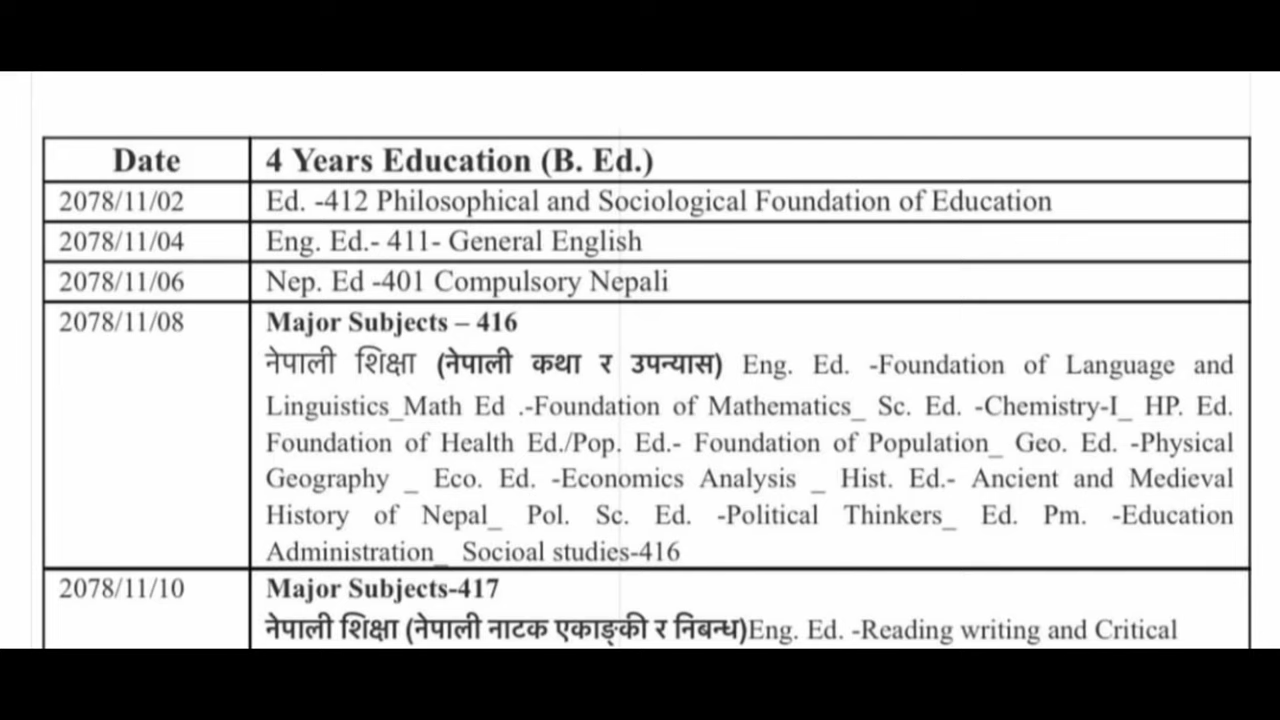 Date 4 Years Education (B. Ed.)
2078/11/02 Ed. -412 Philosophical and Sociological Foundation of Education
2078/11/04 Eng. Ed.- 411- General English
2078/11/06 Nep. Ed -401 Compulsory Nepali
2078/11/08 Major Subjects – 416
नेपाली शिक्षा (नेपाली कथा र उपन्यास) Eng. Ed. -Foundation of Language and
Linguistics_Math Ed .-Foundation of Mathematics_ Sc. Ed. -Chemistry-I_ HP. Ed.
Foundation of Health Ed./Pop. Ed.- Foundation of Population_ Geo. Ed. -Physical
Geography _ Eco. Ed. -Economics Analysis _ Hist. Ed.- Ancient and Medieval
History of Nepal_ Pol. Sc. Ed. -Political Thinkers_ Ed. Pm. -Education
Administration_ Socioal studies-416
2078/11/10 Major Subjects-417
नेपाली शिक्षा (नेपाली नाटक एकाङ्की र निबन्ध)Eng. Ed. -Reading writing and Critical